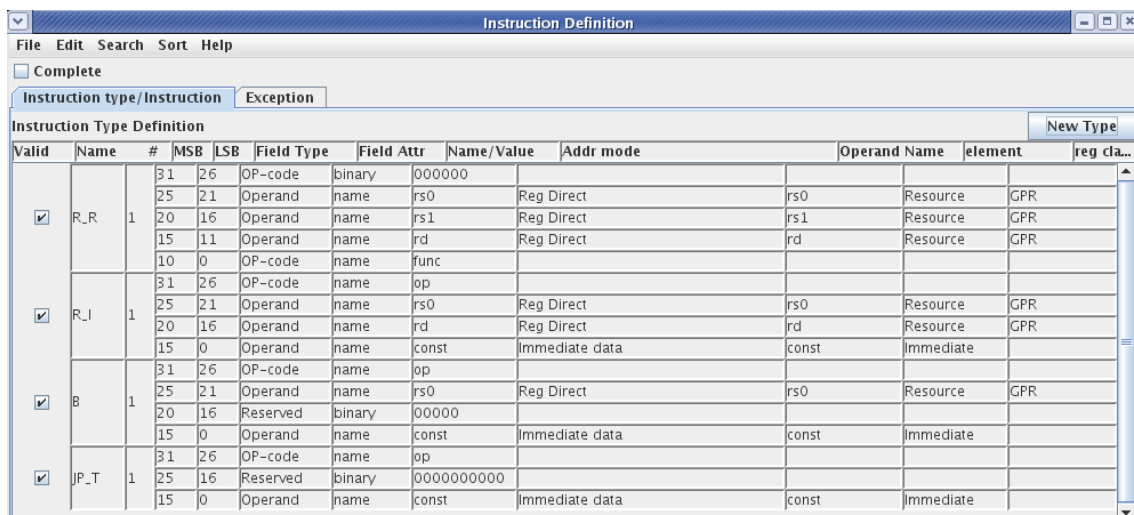 Instruction Definition
File Edit Search Sort Help
Complete
Instruction type/Instruction Exception
Instruction Type Definition New Type
Valid Name # MSB LSB Field Type Field Attr Name/Value Addr mode Operand Name element reg cla...
31 26 OP-code binary 000000
25 21 Operand name rs0 Reg Direct rs0 Resource GPR
R_R 1 20 16 Operand name rs1 Reg Direct rs1 Resource GPR
15 11 Operand name rd Reg Direct rd Resource GPR
10 0 OP-code name func
31 26 OP-code name op
R_I 1 25 21 Operand name rs0 Reg Direct rs0 Resource GPR
20 16 Operand name rd Reg Direct rd Resource GPR
15 0 Operand name const Immediate data const Immediate
31 26 OP-code name op
B 1 25 21 Operand name rs0 Reg Direct rs0 Resource GPR
20 16 Reserved binary 00000
15 0 Operand name const Immediate data const Immediate
31 26 OP-code name op
JP_T 1 25 16 Reserved binary 0000000000
15 0 Operand name const Immediate data const Immediate